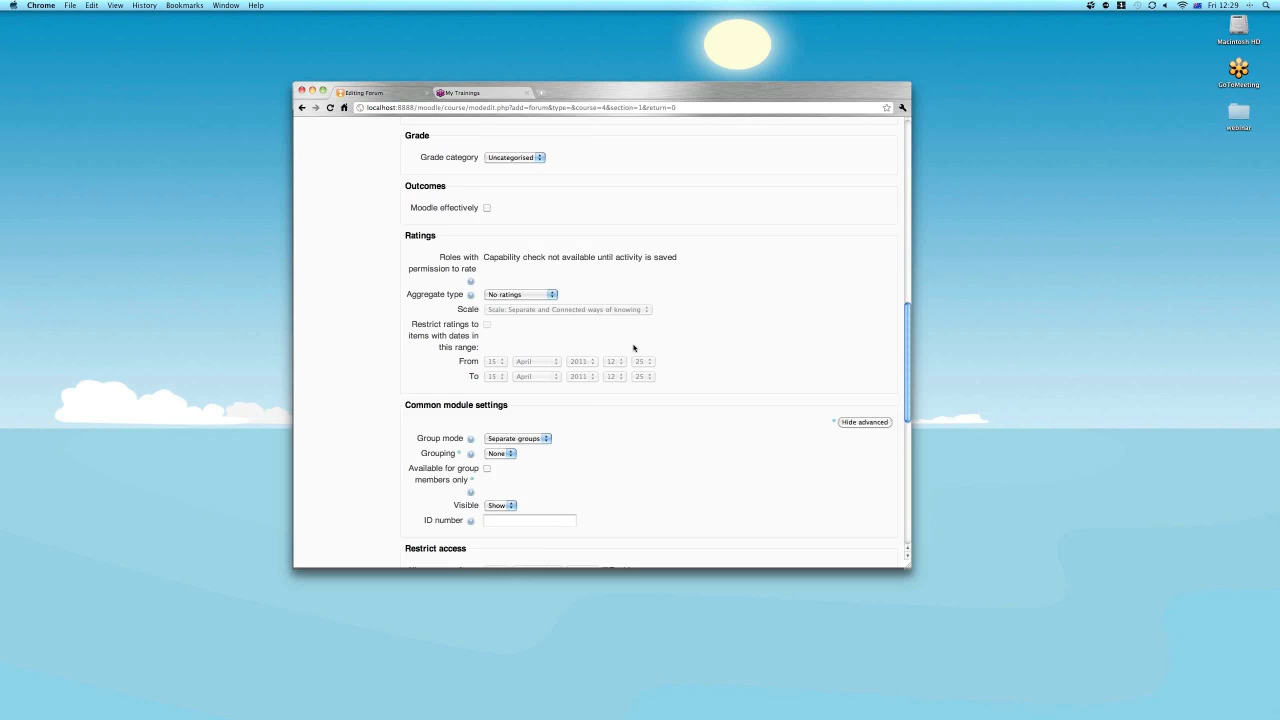 Chrome File Edit View History Bookmarks Window Help
Fri 12:29
Macintosh HD
GoToMeeting
webinar
Editing Forum
My Trainings
localhost:8888/moodle/course/modedit.php?add=forum&type=&course=4&section=1&return=0
Grade
Grade category Uncategorised
Outcomes
Moodle effectively
Ratings
Roles with permission to rate Capability check not available until activity is saved
Aggregate type No ratings
Scale Scale: Separate and Connected ways of knowing
Restrict ratings to
items with dates in
this range:
From 15 April 2011 12 25
To 15 April 2011 12 25
Common module settings
* Hide advanced
Group mode Separate groups
Grouping * None
Available for group
members only *
Visible Show
ID number
Restrict access